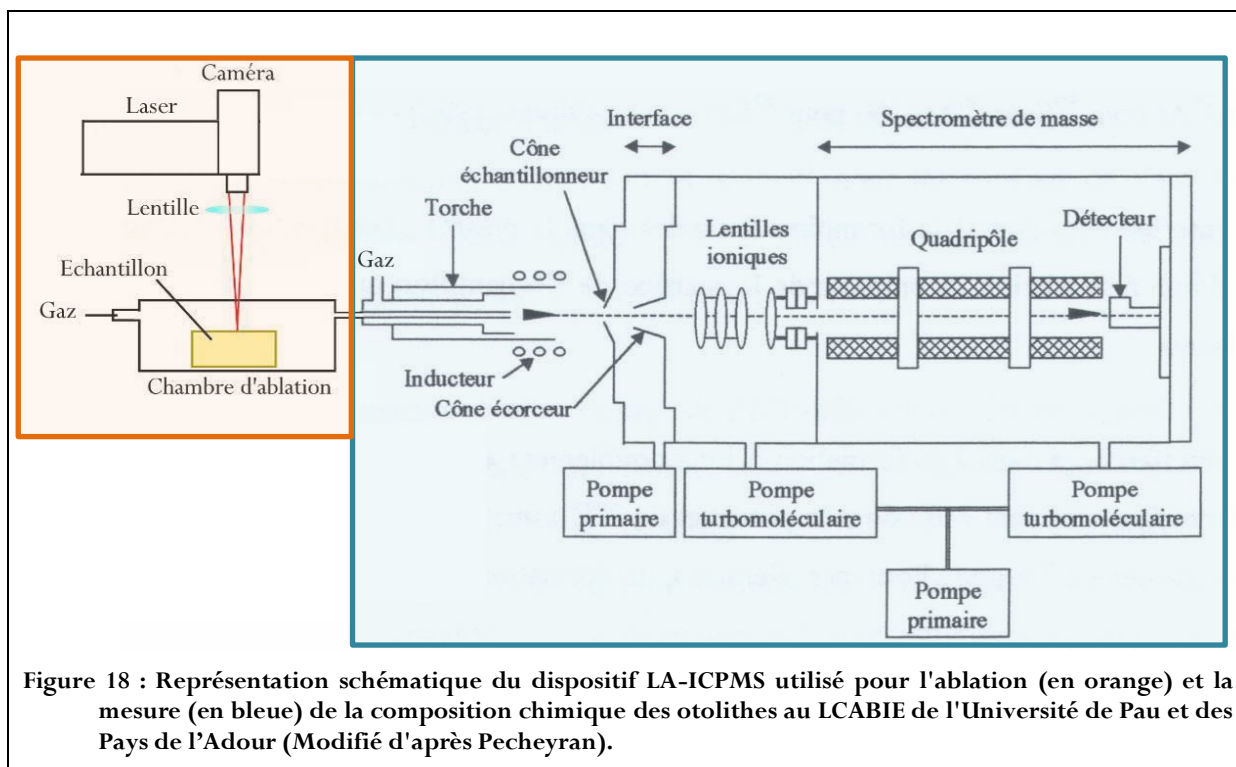 Caméra
Laser
Lentille
Echantillon
Gaz
Chambre d'ablation
Gaz
Torche
Inducteur
Interface
Cône
échantillonneur
Cône écorceur
Lentilles
ioniques
Spectromètre de masse
Quadripôle
Détecteur
Pompe
primaire
Pompe
turbomoléculaire
Pompe
turbomoléculaire
Pompe
primaire
Figure 18 : Représentation schématique du dispositif LA-ICPMS utilisé pour l'ablation (en orange) et la
mesure (en bleue) de la composition chimique des otolithes au LCABIE de l'Université de Pau et des
Pays de l’Adour (Modifié d'après Pecheyran).